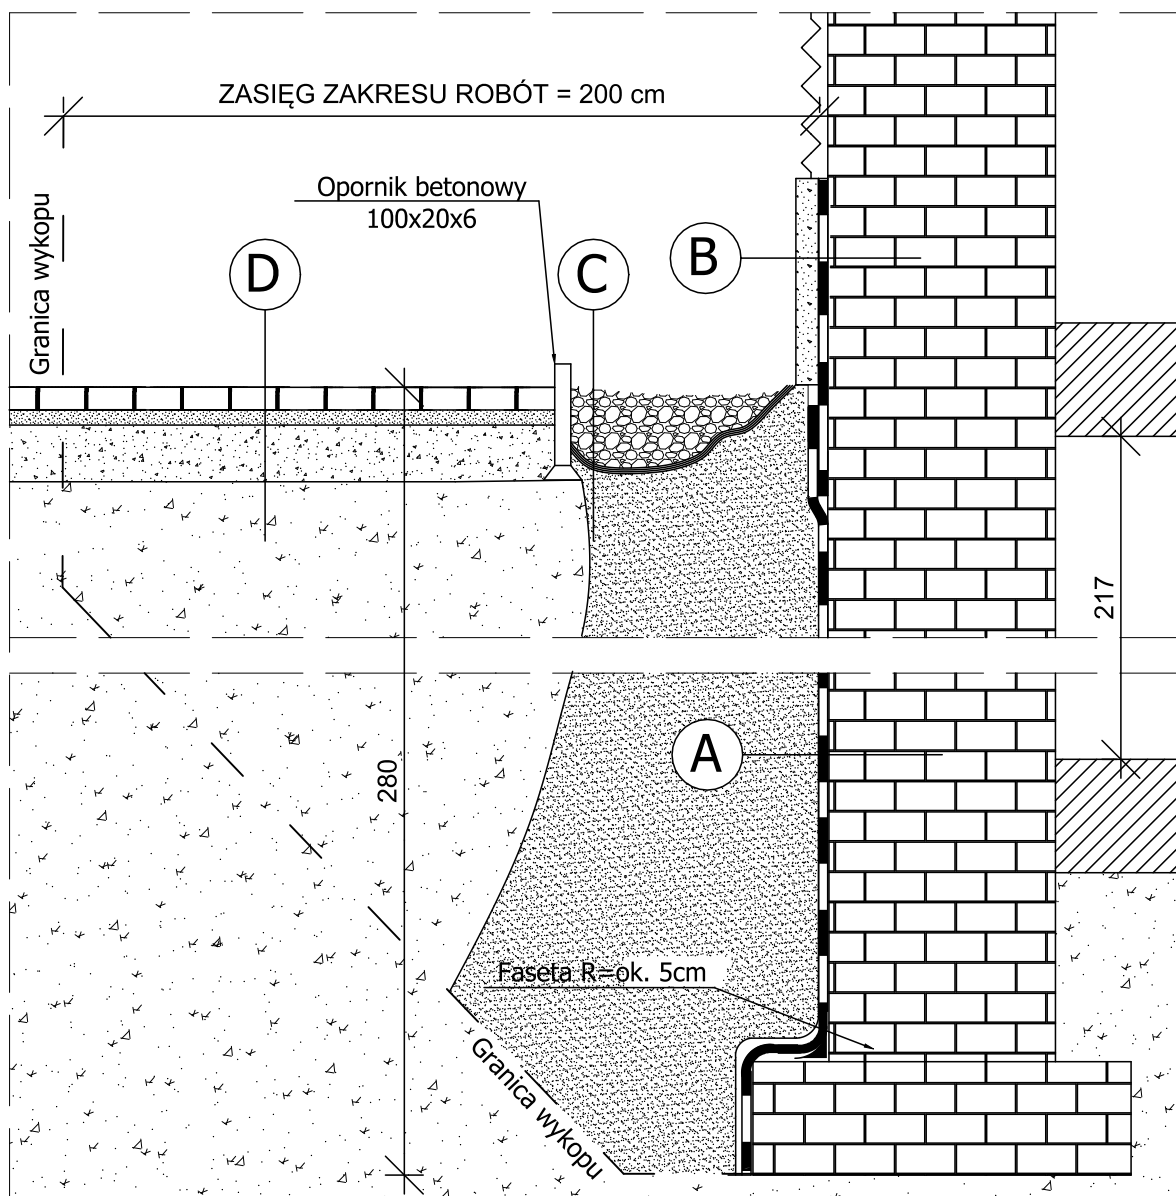 ZASIĘG ZAKRESU ROBÓT = 200 cm
Opornik betonowy
100x20x6
Granica wykopu
D
C
B
217
A
280
Faseta R=ok. 5cm
Granica wykopu